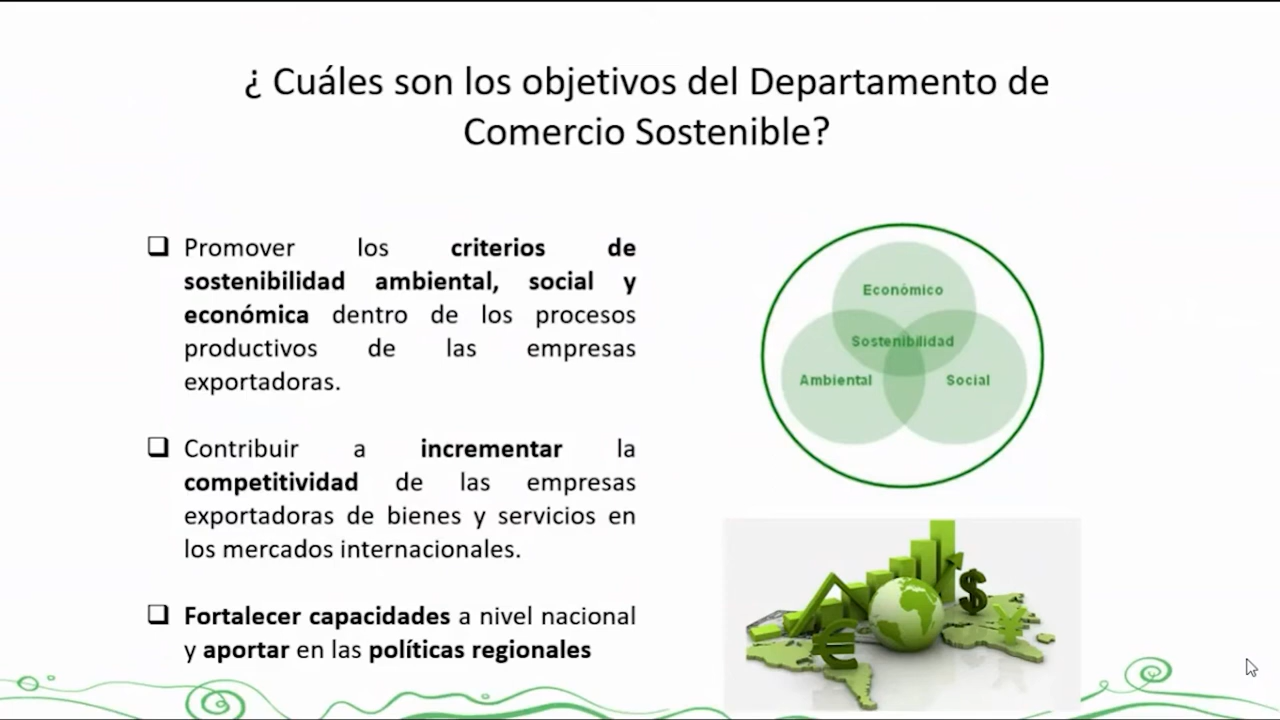 ¿ Cuáles son los objetivos del Departamento de
Comercio Sostenible?
❑ Promover los criterios de
sostenibilidad ambiental, social y
económica dentro de los procesos
productivos de las empresas
exportadoras.
❑ Contribuir a incrementar la
competitividad de las empresas
exportadoras de bienes y servicios en
los mercados internacionales.
❑ Fortalecer capacidades a nivel nacional
y aportar en las políticas regionales
Económico
Sostenibilidad
Ambiental Social
$
€
¥